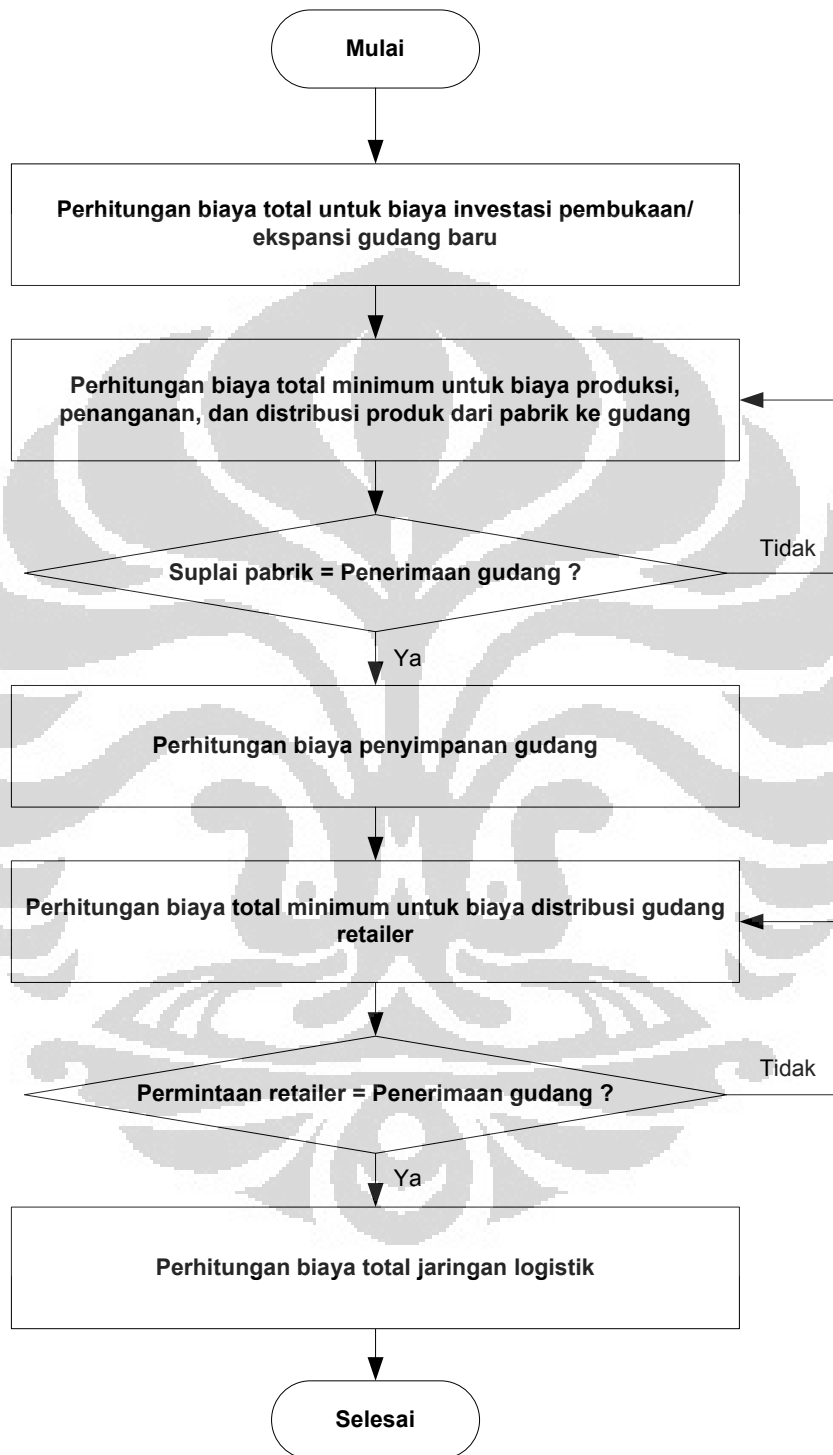 Mulai
Perhitungan biaya total untuk biaya investasi pembukaan/
ekspansi gudang baru
Perhitungan biaya total minimum untuk biaya produksi,
penanganan, dan distribusi produk dari pabrik ke gudang
Suplai pabrik = Penerimaan gudang ?
Tidak
Ya
Perhitungan biaya penyimpanan gudang
Perhitungan biaya total minimum untuk biaya distribusi gudang
retailer
Permintaan retailer = Penerimaan gudang ?
Tidak
Ya
Perhitungan biaya total jaringan logistik
Selesai